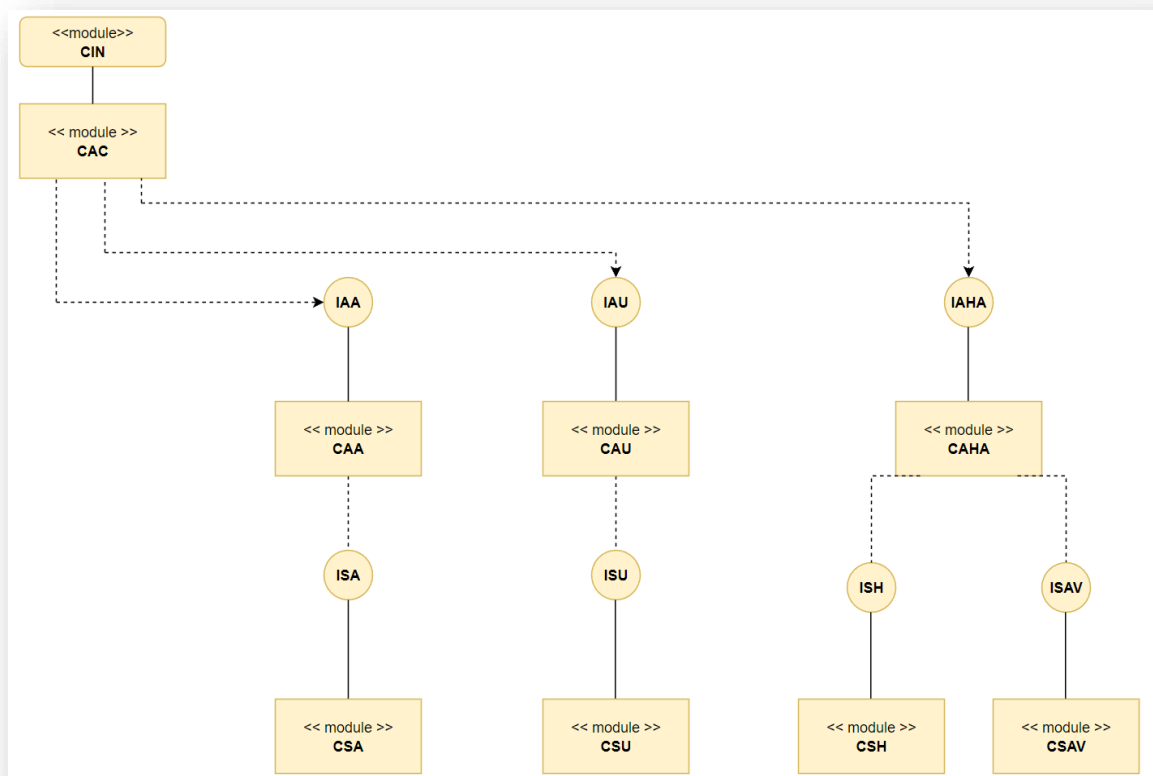 <<module>>
CIN
<< module >>
CAC
IAA
IAU
IAHA
<< module >>
CAA
<< module >>
CAU
<< module >>
CAHA
ISA
ISU
ISH
ISAV
<< module >>
CSA
<< module >>
CSU
<< module >>
CSH
<< module >>
CSAV